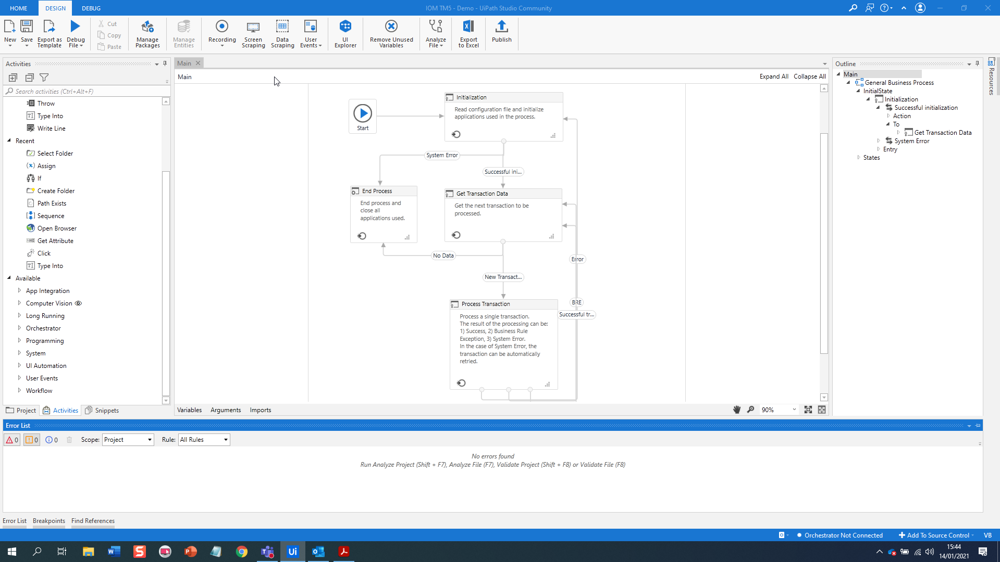 HOME DESIGN DEBUG
IOM TM5 - Demo - UiPath Studio Community
New
Save
Export as
Template
Debug
File
Cut
Copy
Paste
Manage
Packages
Manage
Entities
Recording
Screen
Scraping
Data
Scraping
User
Events
UI
Explorer
Remove Unused
Variables
Analyze
File
Export
to Excel
Publish
Activities
Search activities (Ctrl+Alt+F)
Throw
Type Into
Write Line
Recent
Select Folder
Assign
If
Create Folder
Path Exists
Sequence
Open Browser
Get Attribute
Click
Type Into
Available
App Integration
Computer Vision
Long Running
Orchestrator
Programming
System
UI Automation
User Events
Workflow
Project Activities Snippets
Main
Main
Expand All Collapse All
Start
Initialization
Read configuration file and initialize
applications used in the process.
System Error
Successful ini...
End Process
End process and
close all
applications used.
Get Transaction Data
Get the next transaction to be
processed.
No Data
Error
New Transact...
BRE
Successful tr...
Process Transaction
Process a single transaction.
The result of the processing can be:
1) Success, 2) Business Rule
Exception, 3) System Error.
In the case of System Error, the
transaction can be automatically
retried.
Variables Arguments Imports
90%
Outline
Main
General Business Process
InitialState
Initialization
Successful initialization
Action
To
Get Transaction Data
System Error
Entry
States
Resources
Error List
0 0 0 Scope: Project Rule: All Rules
No errors found
Run Analyze Project (Shift + F7), Analyze File (F7), Validate Project (Shift + F8) or Validate File (F8)
Error List Breakpoints Find References
Orchestrator Not Connected Add To Source Control VB
15:44
14/01/2021